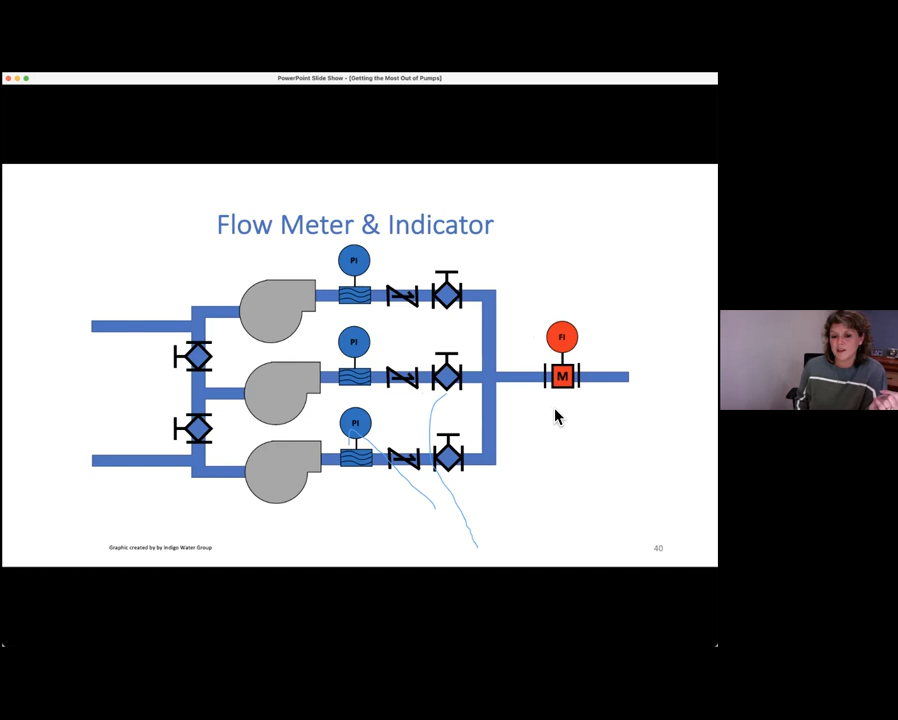 PowerPoint Slide Show - [Getting the Most Out of Pumps]
Flow Meter & Indicator
PI
PI
FI
M
PI
Graphic created by by Indigo Water Group
40